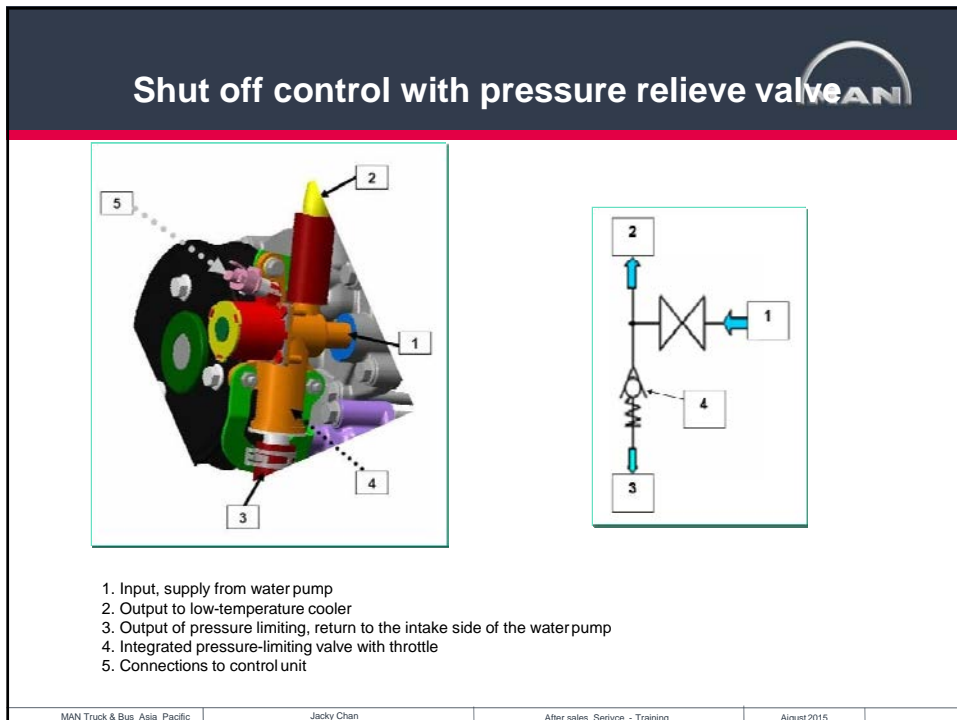 Shut off control with pressure relieve valve
MAN
2
5
1
4
3
2
1
4
3
1. Input, supply from water pump
2. Output to low-temperature cooler
3. Output of pressure limiting, return to the intake side of the water pump
4. Integrated pressure-limiting valve with throttle
5. Connections to control unit
MAN Truck & Bus Asia Pacific
Jacky Chan
After sales Serivce - Training
Aigust 2015